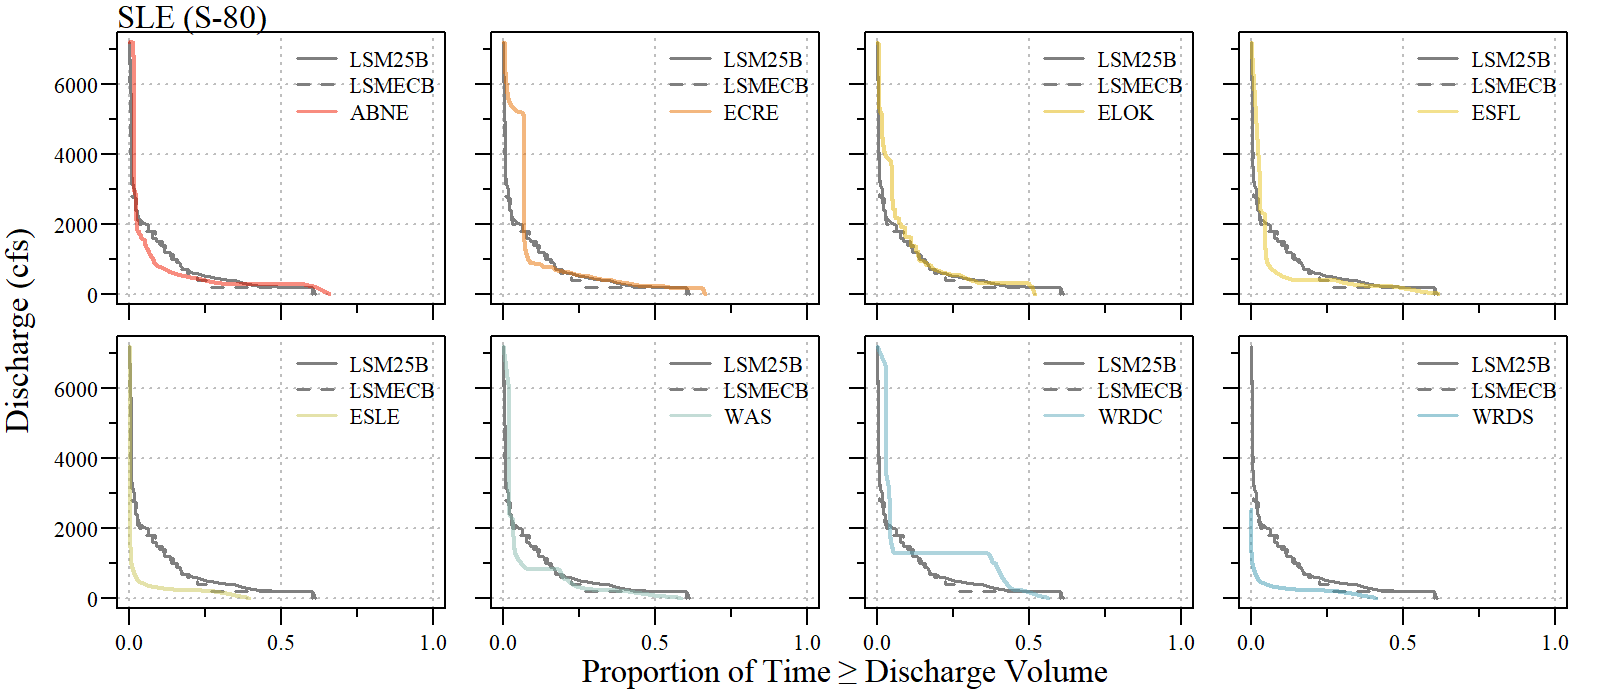 SLE (S-80)
Discharge (cfs)
6000
4000
2000
0
LSM25B
LSMECB
ABNE
LSM25B
LSMECB
ECRE
LSM25B
LSMECB
ELOK
LSM25B
LSMECB
ESFL
6000
4000
2000
0
LSM25B
LSMECB
ESLE
LSM25B
LSMECB
WAS
LSM25B
LSMECB
WRDC
LSM25B
LSMECB
WRDS
0.0 0.5 1.0
0.0 0.5 1.0
0.0 0.5 1.0
0.0 0.5 1.0
Proportion of Time ≥ Discharge Volume